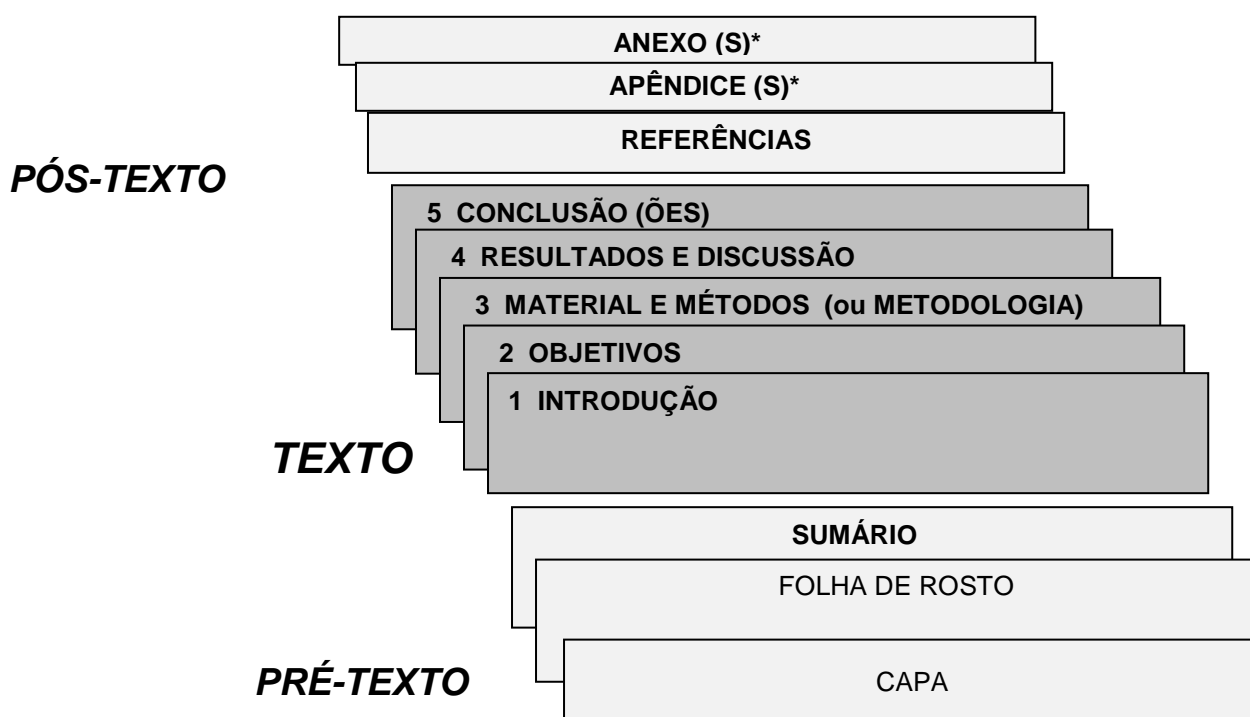 ANEXO (S)*
APÊNDICE (S)*
REFERÊNCIAS
PÓS-TEXTO
5 CONCLUSÃO (ÕES)
4 RESULTADOS E DISCUSSÃO
3 MATERIAL E MÉTODOS (ou METODOLOGIA)
2 OBJETIVOS
1 INTRODUÇÃO
TEXTO
SUMÁRIO
FOLHA DE ROSTO
PRÉ-TEXTO
CAPA